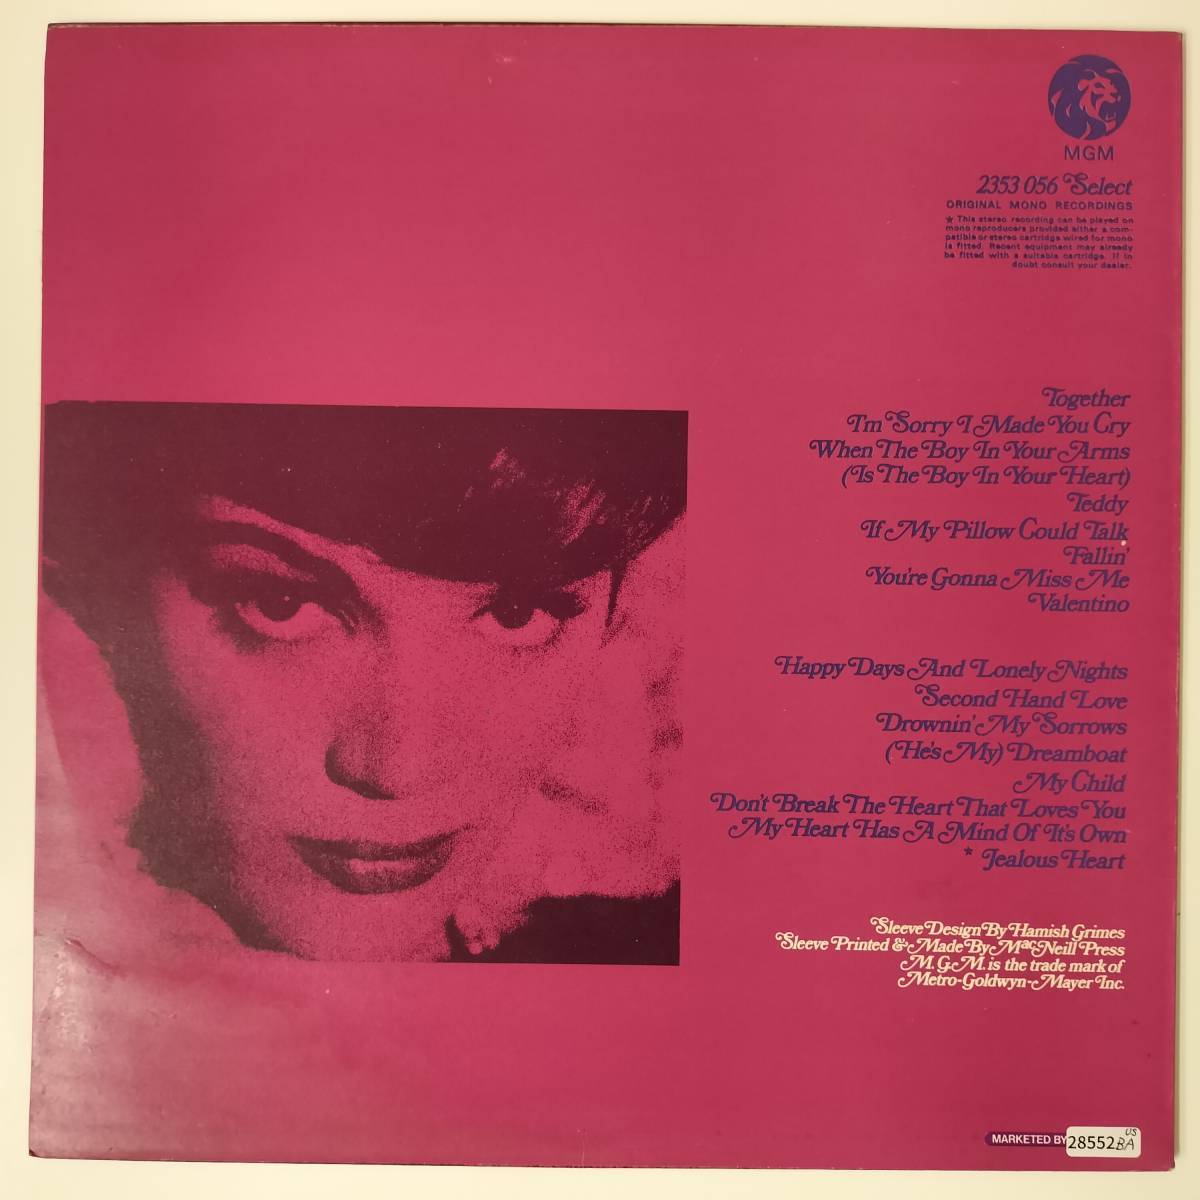 MGM
2353 056 Select
ORIGINAL MONO RECORDINGS
★ This stereo recording can be played on
mono reproducers provided either a com-
patible or stereo cartridge wired for mono
is fitted. Recent equipment may already
be fitted with a suitable cartridge. If in
doubt consult your dealer.
Together
I'm Sorry I Made You Cry
When The Boy In Your Arms
(Is The Boy In Your Heart)
Teddy
If My Pillow Could Talk
Fallin'
You're Gonna Miss Me
Valentino
Happy Days And Lonely Nights
Second Hand Love
Drownin' My Sorrows
(He's My) Dreamboat
My Child
Don't Break The Heart That Loves You
My Heart Has A Mind Of It's Own
* Jealous Heart
Sleeve Design By Hamish Grimes
Sleeve Printed & Made By MacNeill Press
M.G.M. is the trade mark of
Metro-Goldwyn-Mayer Inc.
MARKETED BY
28552BA US